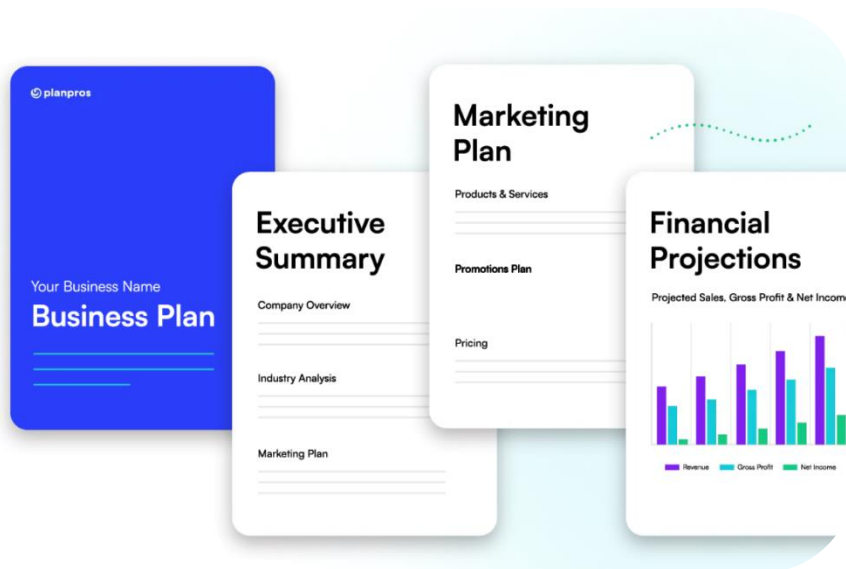 planpros
Your Business Name
Business Plan
Executive
Summary
Company Overview
Industry Analysis
Marketing Plan
Marketing
Plan
Products & Services
Promotions Plan
Pricing
Financial
Projections
Projected Sales, Gross Profit & Net Incom
Revenue Gross Profit Net Income